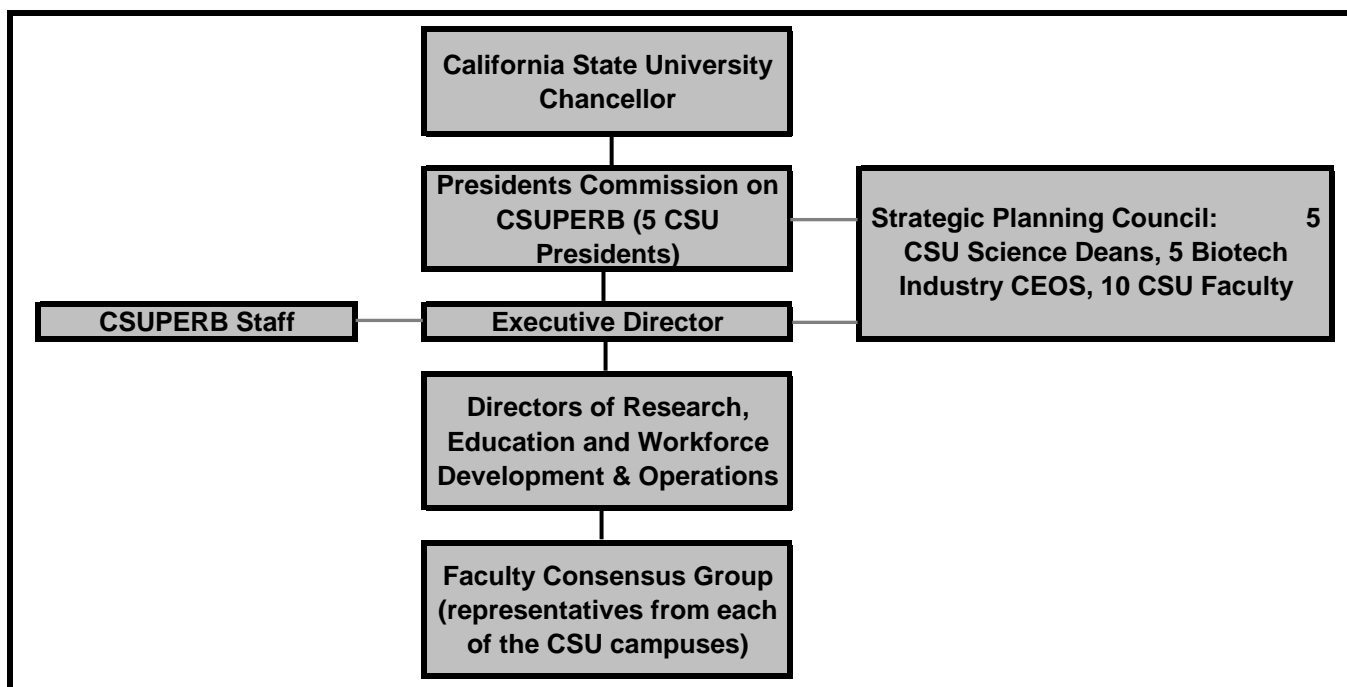 California State University
Chancellor
Presidents Commission on
CSUPERB (5 CSU
Presidents)
Strategic Planning Council: 5
CSU Science Deans, 5 Biotech
Industry CEOS, 10 CSU Faculty
CSUPERB Staff
Executive Director
Directors of Research,
Education and Workforce
Development & Operations
Faculty Consensus Group
(representatives from each
of the CSU campuses)